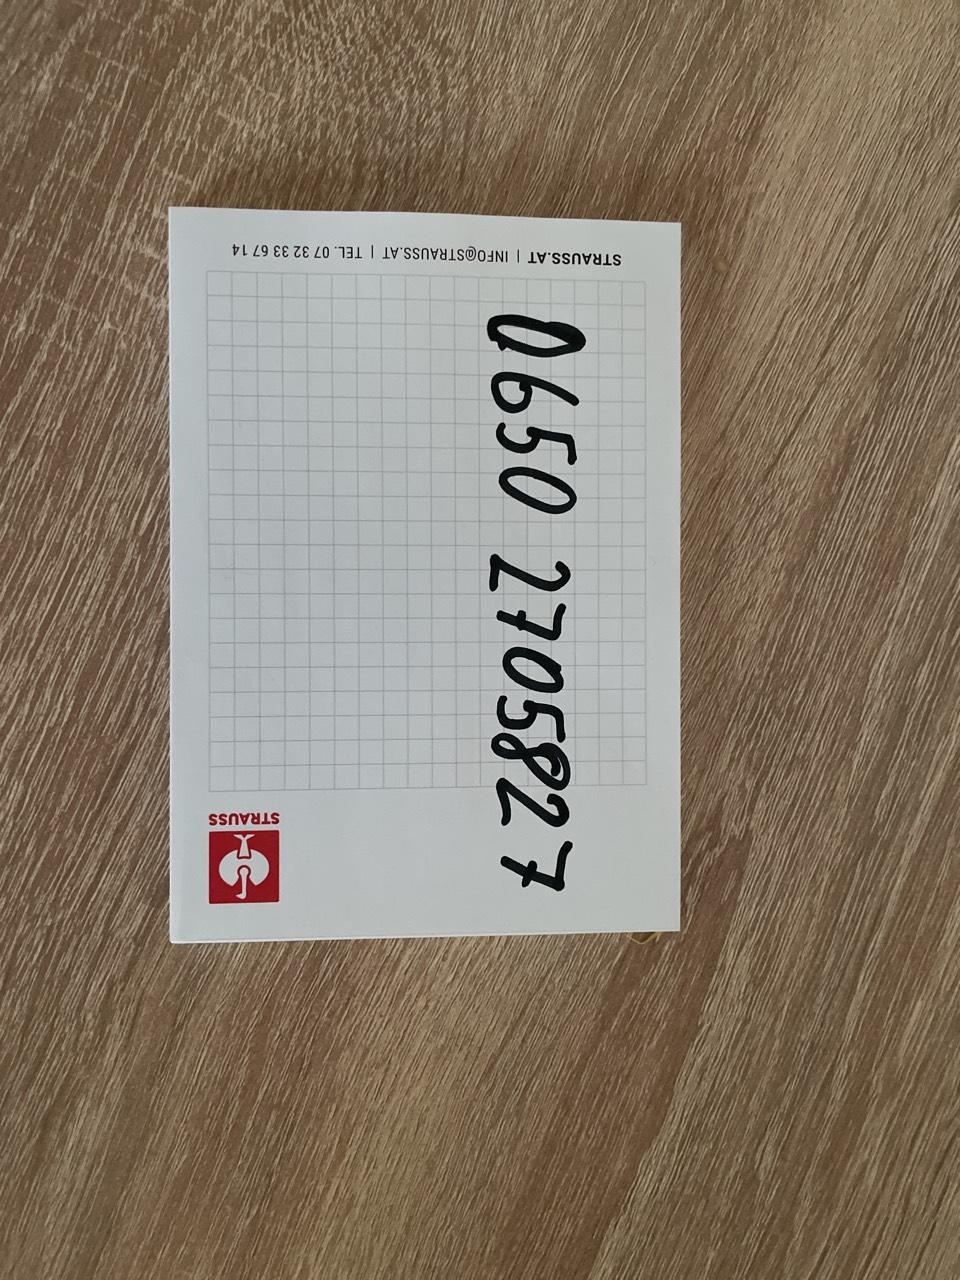 STRAUSS.AT | INFO@STRAUSS.AT | TEL. 07 32 33 67 14
0650 2705827
STRAUSS